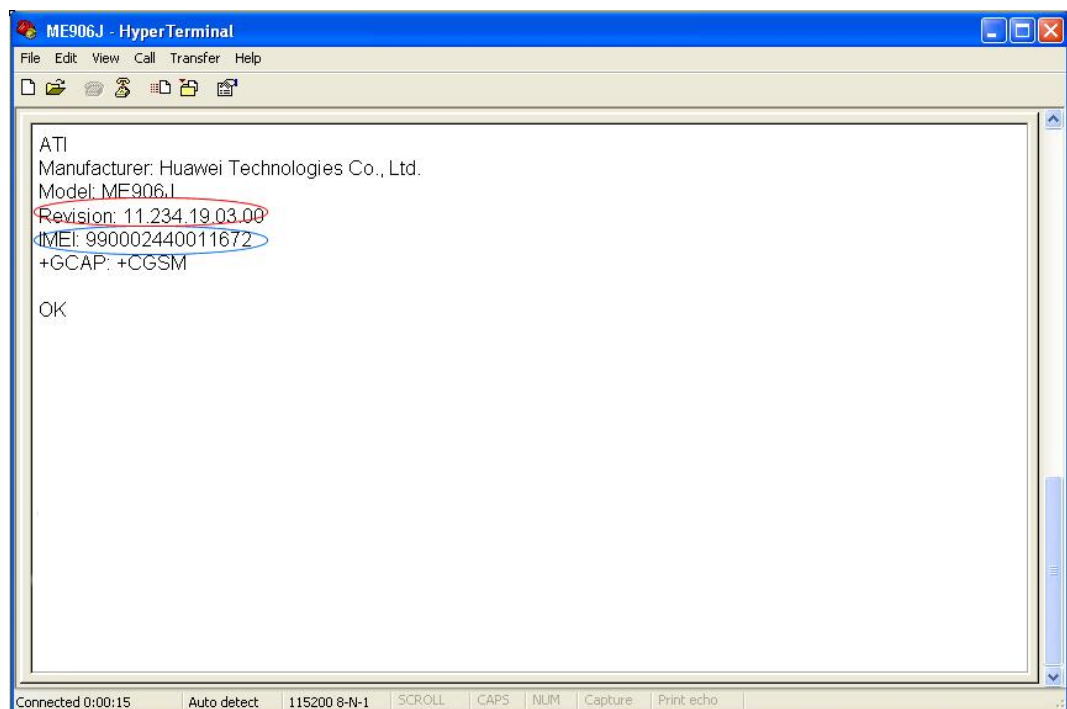 ME906J - HyperTerminal
File Edit View Call Transfer Help
ATI
Manufacturer: Huawei Technologies Co., Ltd.
Model: ME906J
Revision: 11.234.19.03.00
IMEI: 990002440011672
+GCAP: +CGSM
OK
Connected 0:00:15 Auto detect 115200 8-N-1 SCROLL CAPS NUM Capture Print echo